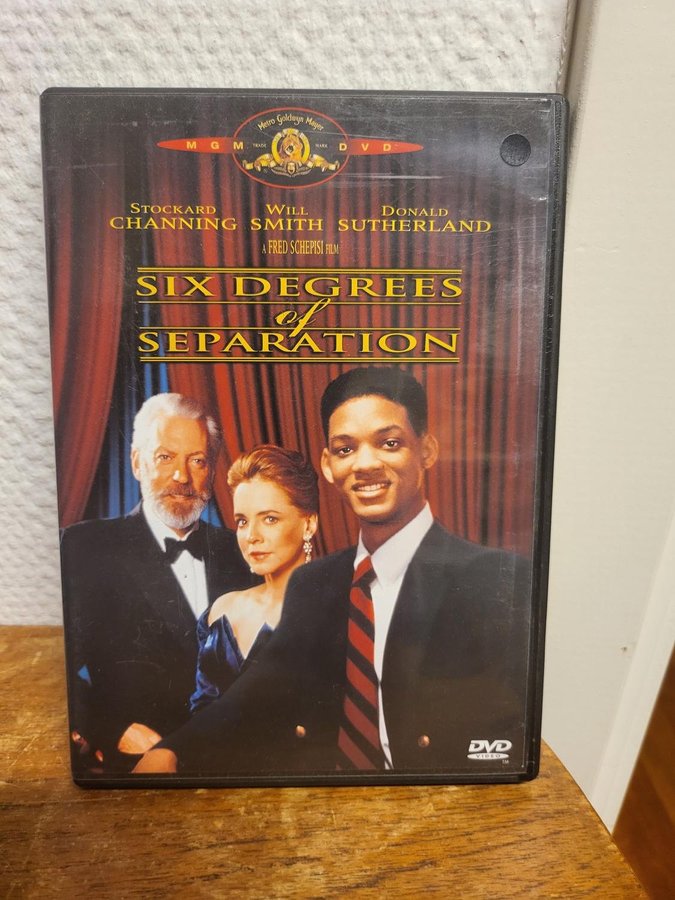 Metro Goldwyn Mayer
MGM TRADE MARK DVD
STOCKARD CHANNING WILL SMITH DONALD SUTHERLAND
A FRED SCHEPISI FILM
SIX DEGREES
of
SEPARATION
DVD
VIDEO
TM